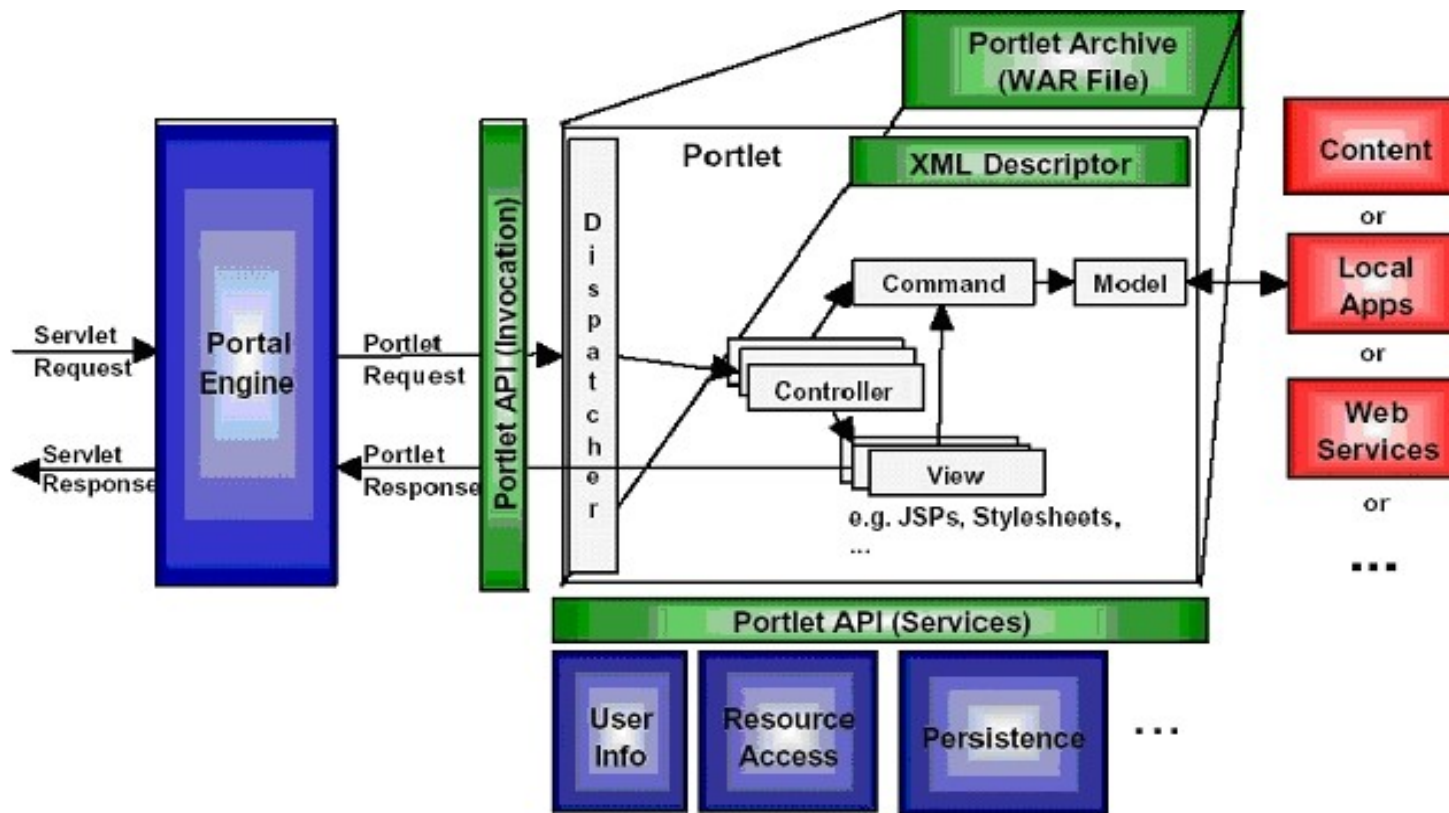 Portlet Archive
(WAR File)
Portlet
XML Descriptor
Content
or
Local
Apps
or
Web
Services
or
...
Servlet
Request
Portal
Engine
Portlet
Request
Servlet
Response
Portlet
Response
Portlet API (Invocation)
Dispatcher
Command
Model
Controller
View
e.g. JSPs, Stylesheets,
...
Portlet API (Services)
User
Info
Resource
Access
Persistence
...